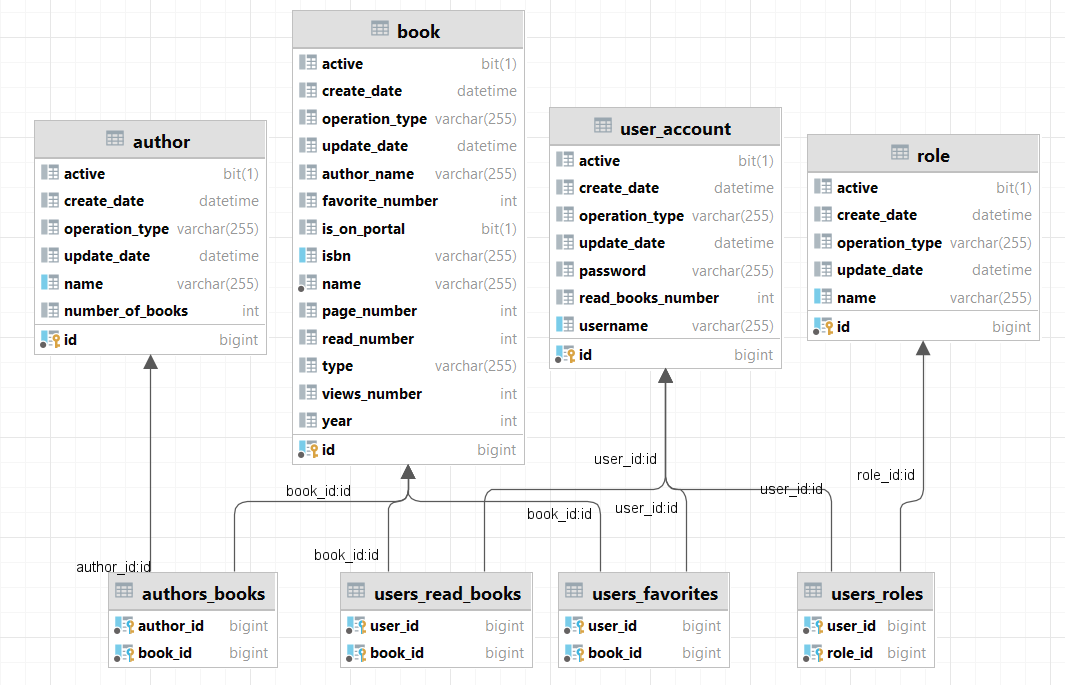 author
active bit(1)
create_date datetime
operation_type varchar(255)
update_date datetime
name varchar(255)
number_of_books int
id bigint
book
active bit(1)
create_date datetime
operation_type varchar(255)
update_date datetime
author_name varchar(255)
favorite_number int
is_on_portal bit(1)
isbn varchar(255)
name varchar(255)
page_number int
read_number int
type varchar(255)
views_number int
year int
id bigint
user_account
active bit(1)
create_date datetime
operation_type varchar(255)
update_date datetime
password varchar(255)
read_books_number int
username varchar(255)
id bigint
role
active bit(1)
create_date datetime
operation_type varchar(255)
update_date datetime
name varchar(255)
id bigint
user_id:id
role_id:id
book_id:id
user_id:id
book_id:id
user_id:id
book_id:id
author_id:id
authors_books
author_id bigint
book_id bigint
users_read_books
user_id bigint
book_id bigint
users_favorites
user_id bigint
book_id bigint
users_roles
user_id bigint
role_id bigint